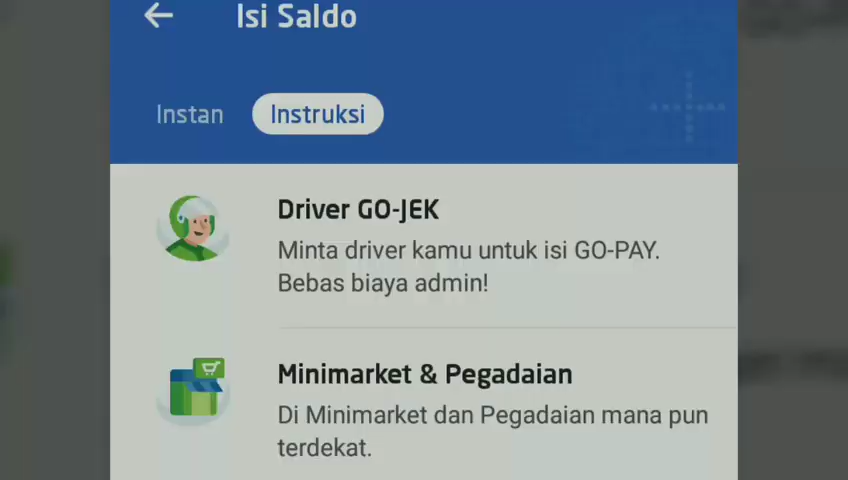 Isi Saldo
Instan
Instruksi
Driver GO-JEK
Minta driver kamu untuk isi GO-PAY.
Bebas biaya admin!
Minimarket & Pegadaian
Di Minimarket dan Pegadaian mana pun
terdekat.